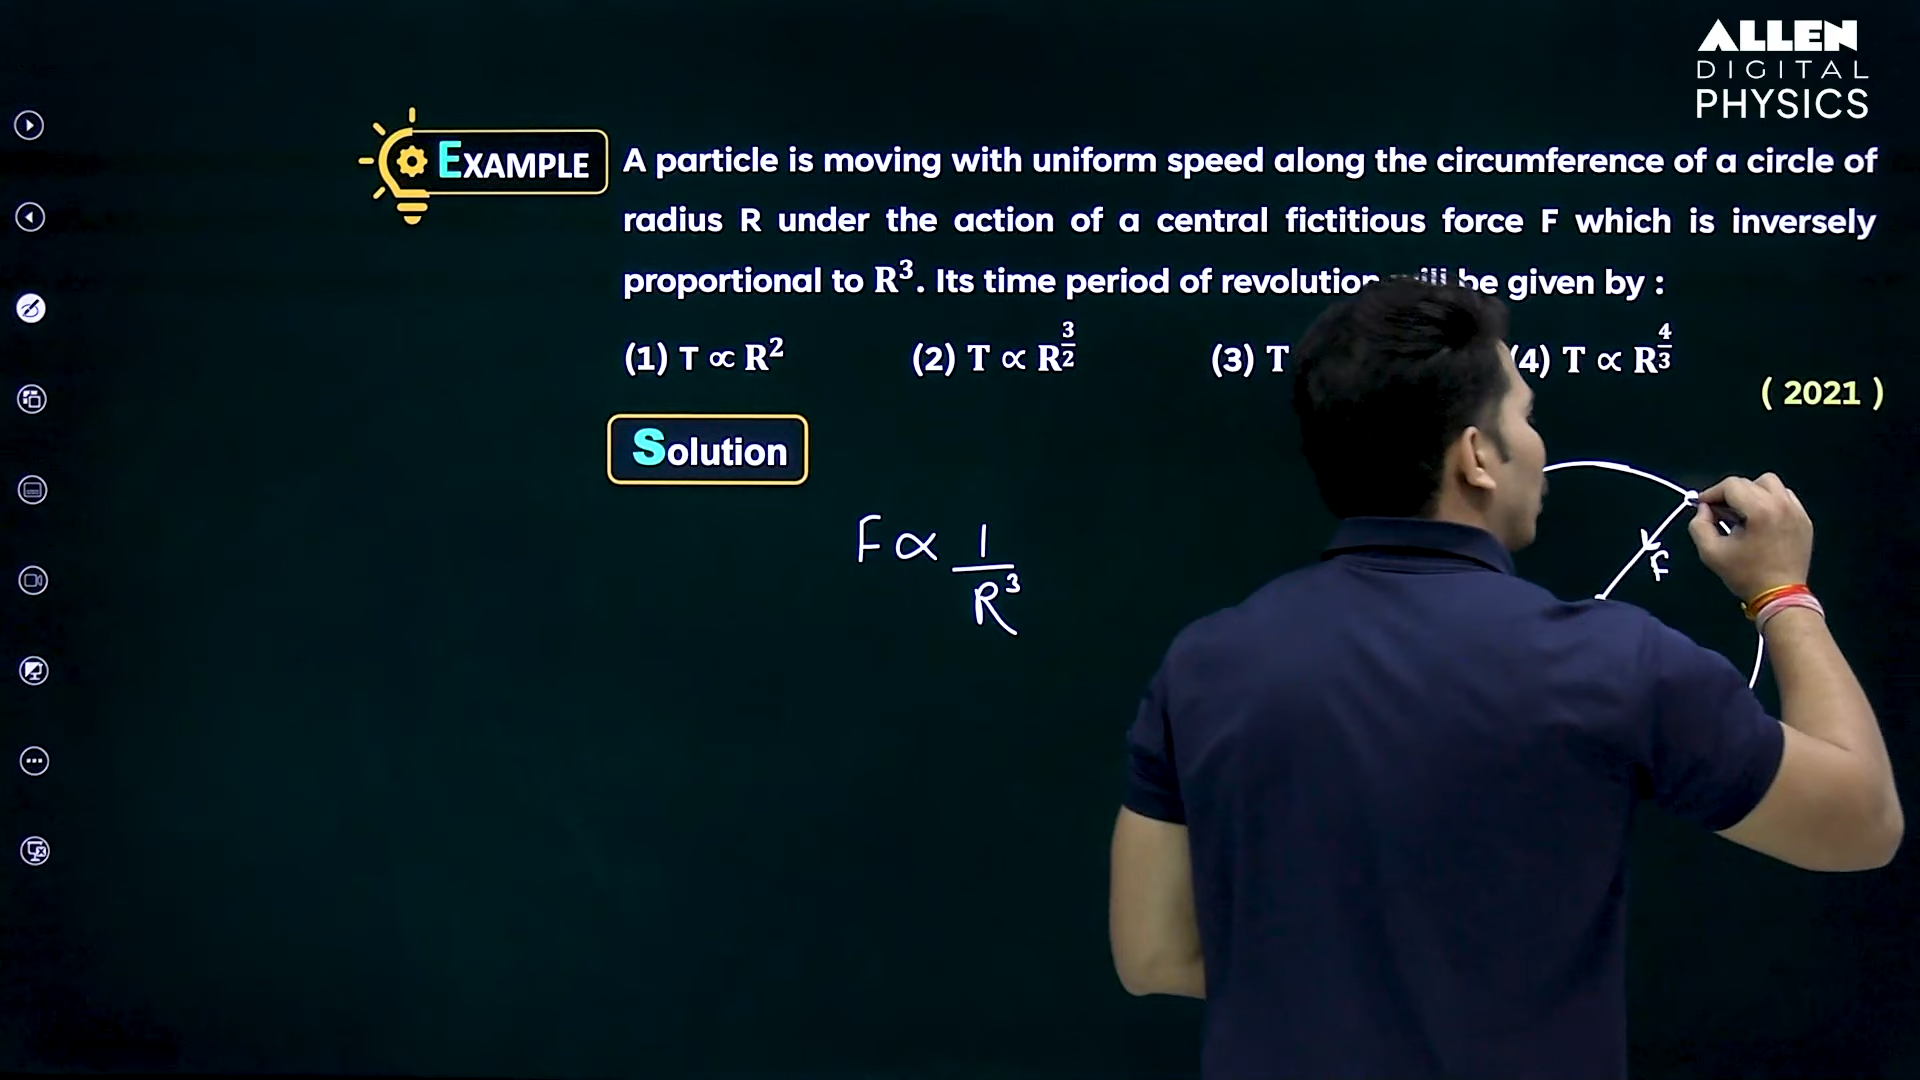 ALLEN
DIGITAL
PHYSICS
EXAMPLE
A particle is moving with uniform speed along the circumference of a circle of
radius R under the action of a central fictitious force F which is inversely
proportional to R³. Its time period of revolution be given by :
(1) T ∝ R²
(2) T ∝ R^(3/2)
(3) T
(4) T ∝ R^(4/3)
( 2021 )
Solution
F ∝ 1/R³
F